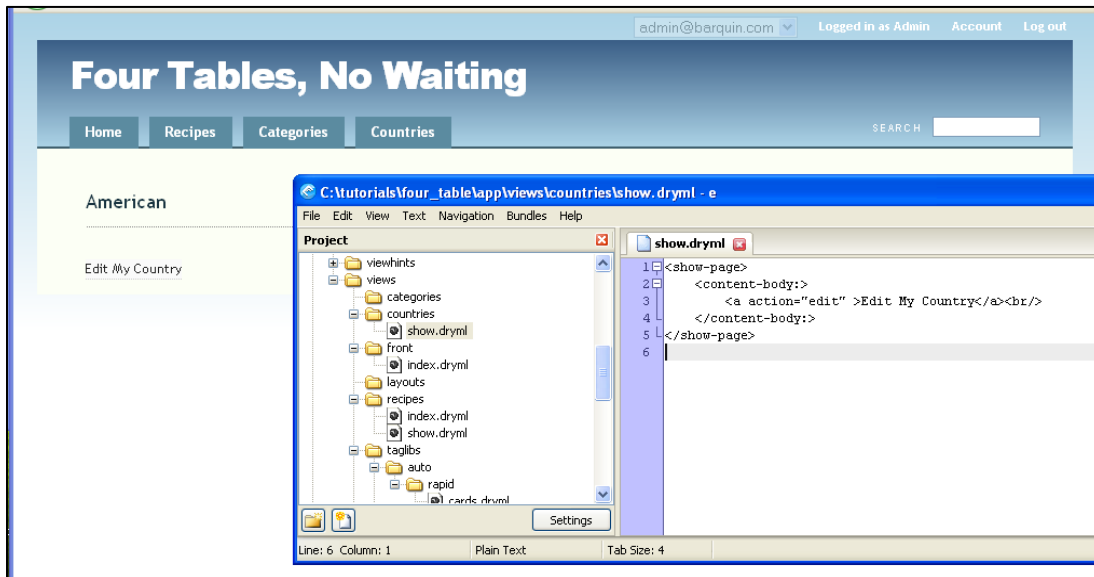 admin@barquin.com Logged in as Admin Account Log out
Four Tables, No Waiting
Home Recipes Categories Countries SEARCH
American
Edit My Country
C:\tutorials\four_table\app\views\countries\show.dryml - e
File Edit View Text Navigation Bundles Help
Project
viewhints
views
categories
countries
show.dryml
front
index.dryml
layouts
recipes
index.dryml
show.dryml
taglibs
auto
rapid
cards.dryml
Settings
show.dryml
1 <show-page>
2 <content-body:>
3 <a action="edit" >Edit My Country</a><br/>
4 </content-body:>
5 </show-page>
6
Line: 6 Column: 1 Plain Text Tab Size: 4